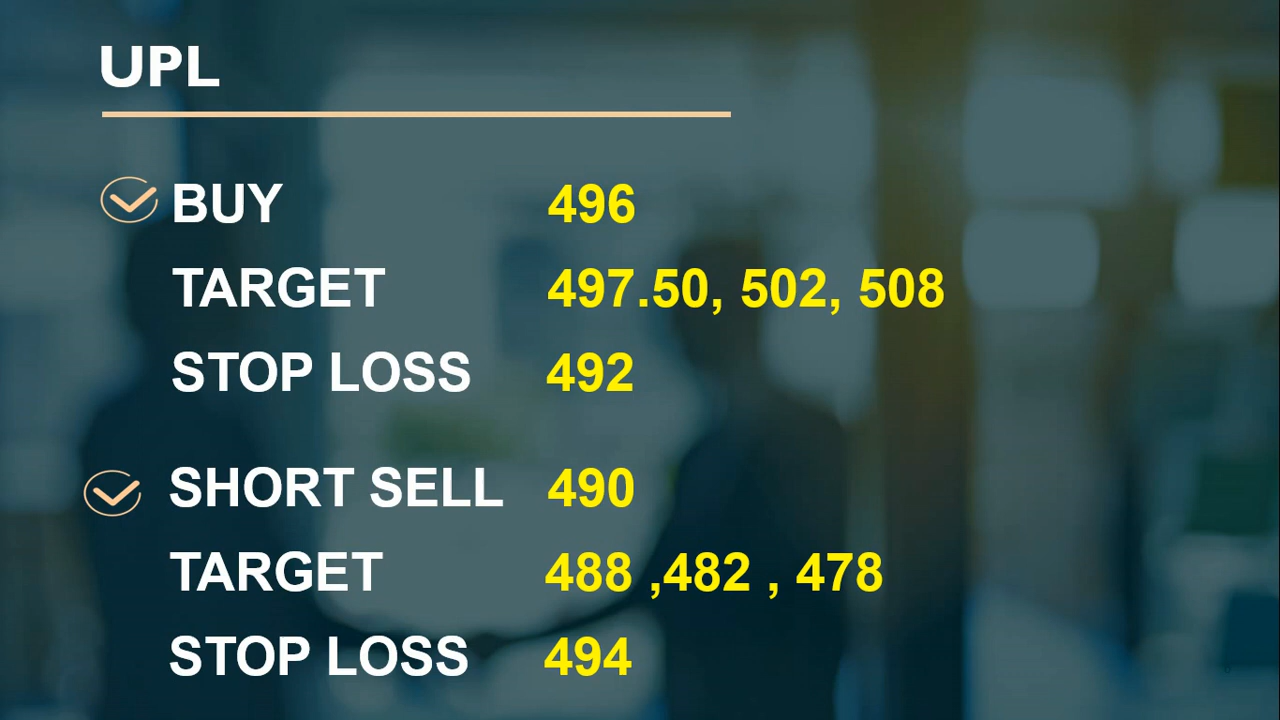 UPL
BUY 496
TARGET 497.50, 502, 508
STOP LOSS 492
SHORT SELL 490
TARGET 488 ,482 , 478
STOP LOSS 494